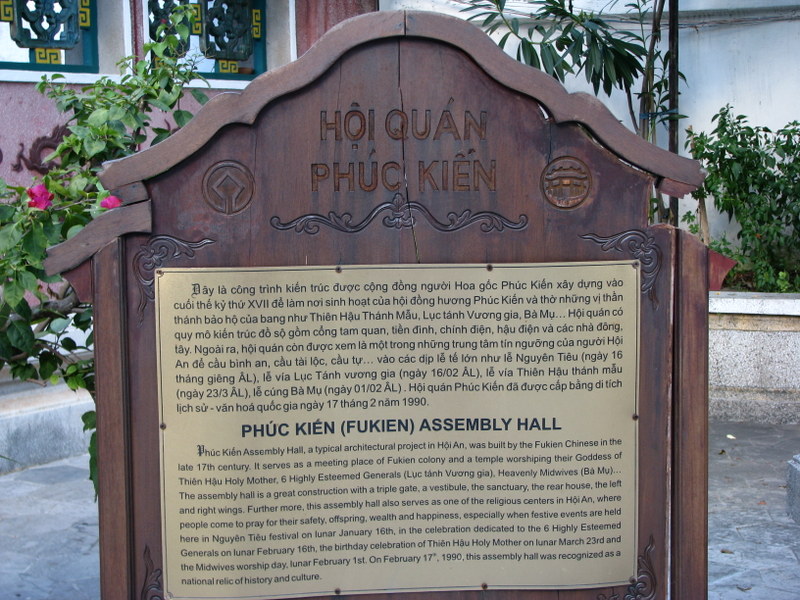 HỘI QUÁN
PHÚC KIẾN
Đây là công trình kiến trúc được cộng đồng người Hoa gốc Phúc Kiến xây dựng vào
cuối thế kỷ thứ XVII để làm nơi sinh hoạt của hội đồng hương Phúc Kiến và thờ những vị thần
thánh bảo hộ của bang như Thiên Hậu Thánh Mẫu, Lục tánh Vương gia, Bà Mụ... Hội quán có
quy mô kiến trúc đồ sộ gồm cổng tam quan, tiền đình, chính điện, hậu điện và các nhà đông,
tây. Ngoài ra, hội quán còn được xem là một trong những trung tâm tín ngưỡng của người Hội
An để cầu bình an, cầu tài lộc, cầu tự... vào các dịp lễ tế lớn như lễ Nguyên Tiêu (ngày 16
tháng giêng ÂL), lễ vía Lục Tánh Vương gia (ngày 16/02 ÂL), lễ vía Thiên Hậu thánh mẫu
(ngày 23/3 ÂL), lễ cúng Bà Mụ (ngày 01/02 ÂL) . Hội quán Phúc Kiến đã được cấp bằng di tích
lịch sử - văn hoá quốc gia ngày 17 tháng 2 năm 1990.
PHÚC KIẾN (FUKIEN) ASSEMBLY HALL
Phúc Kiến Assembly Hall, a typical architectural project in Hội An, was built by the Fukien Chinese in the
late 17th century. It serves as a meeting place of Fukien colony and a temple worshiping their Goddess of
Thiên Hậu Holy Mother, 6 Highly Esteemed Generals (Lục tánh Vương gia), Heavenly Midwives (Bà Mụ)...
The assembly hall is a great construction with a triple gate, a vestibule, the sanctuary, the rear house, the left
and right wings. Further more, this assembly hall also serves as one of the religious centers in Hội An, where
people come to pray for their safety, offspring, wealth and happiness, especially when festive events are held
here in Nguyên Tiêu festival on lunar January 16th, in the celebration dedicated to the 6 Highly Esteemed
Generals on lunar February 16th, the birthday celebration of Thiên Hậu Holy Mother on lunar March 23rd and
the Midwives worship day, lunar February 1st. On February 17th, 1990, this assembly hall was recognized as a
national relic of history and culture.